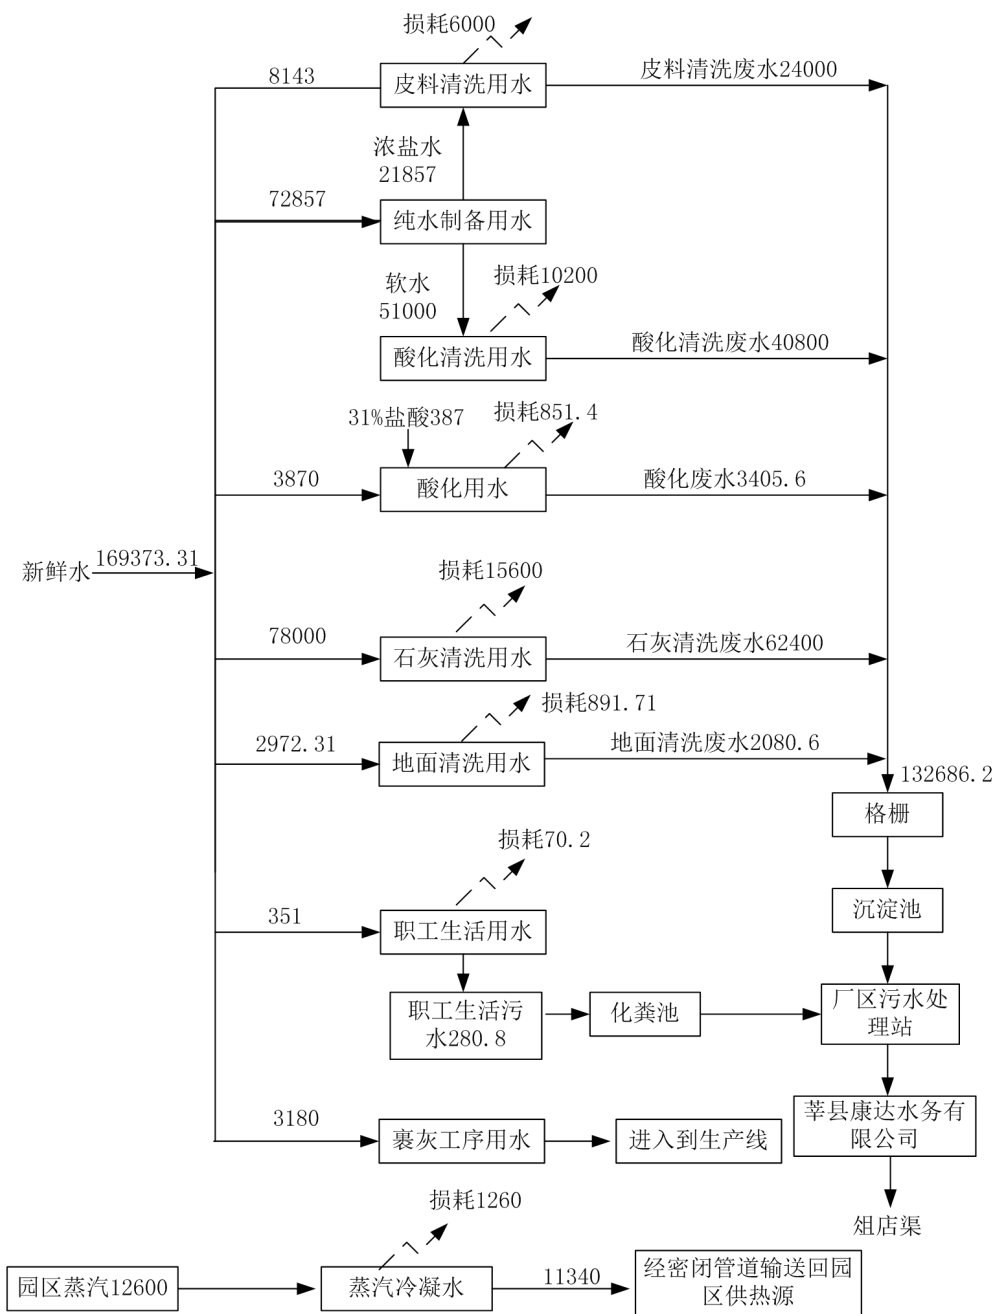 损耗6000
8143
皮料清洗用水
皮料清洗废水24000
浓盐水
21857
72857
纯水制备用水
软水
51000
损耗10200
酸化清洗用水
酸化清洗废水40800
31%盐酸387
损耗851.4
3870
酸化用水
酸化废水3405.6
新鲜水
169373.31
损耗15600
78000
石灰清洗用水
石灰清洗废水62400
损耗891.71
2972.31
地面清洗用水
地面清洗废水2080.6
132686.2
格栅
损耗70.2
351
职工生活用水
沉淀池
职工生活污
水280.8
化粪池
厂区污水处
理站
3180
裹灰工序用水
进入到生产线
莘县康达水务有
限公司
俎店渠
损耗1260
园区蒸汽12600
蒸汽冷凝水
11340
经密闭管道输送回园
区供热源